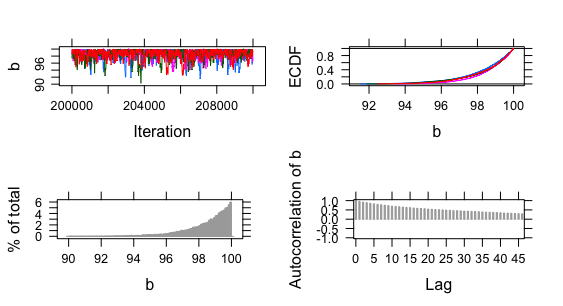 b
96
90
200000 204000 208000
Iteration
ECDF
0.8
0.4
0.0
92 94 96 98 100
b
% of total
6
4
2
0
90 92 94 96 98 100
b
Autocorrelation of b
1.0
0.5
0.0
-0.5
-1.0
0 5 10 15 20 25 30 35 40 45
Lag